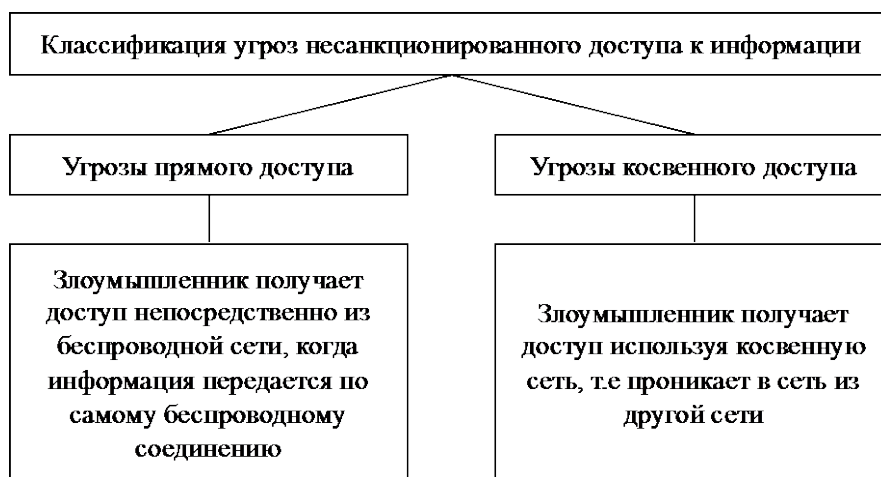 Классификация угроз несанкционированного доступа к информации
Угрозы прямого доступа
Угрозы косвенного доступа
Злоумышленник получает
доступ непосредственно из
беспроводной сети, когда
информация передается по
самому беспроводному
соединению
Злоумышленник получает
доступ используя косвенную
сеть, т.е проникает в сеть из
другой сети